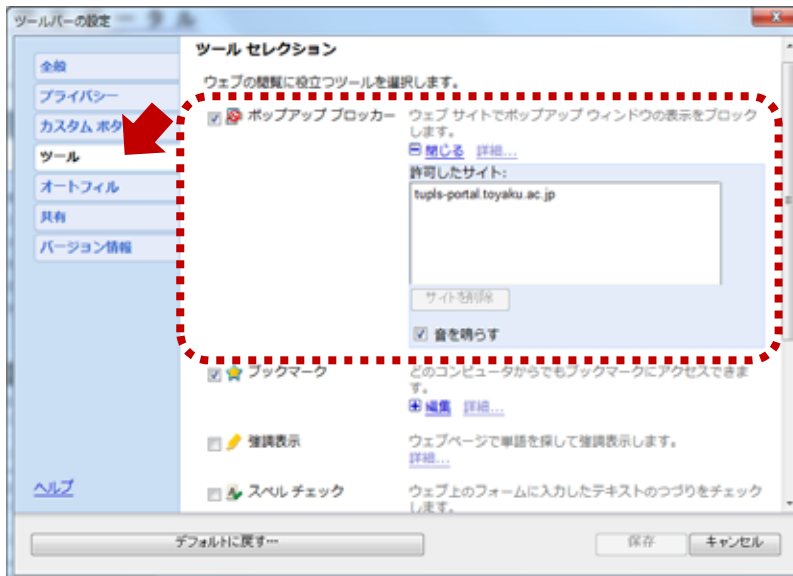 ツールバーの設定
全般
プライバシー
カスタム ボタ
ツール
オートフィル
共有
バージョン情報
ヘルプ
ツール セレクション
ウェブの閲覧に役立つツールを選択します。
ポップアップ ブロッカー
ウェブ サイトでポップアップ ウィンドウの表示をブロック
します。
閉じる 詳細...
許可したサイト:
tupls-portal.toyaku.ac.jp
サイトを削除
音を鳴らす
ブックマーク
どのコンピュータからでもブックマークにアクセスできま
す。
編集 詳細...
強調表示
ウェブページで単語を探して強調表示します。
詳細...
スペル チェック
ウェブ上のフォームに入力したテキストのつづりをチェック
します。
デフォルトに戻す…
保存
キャンセル